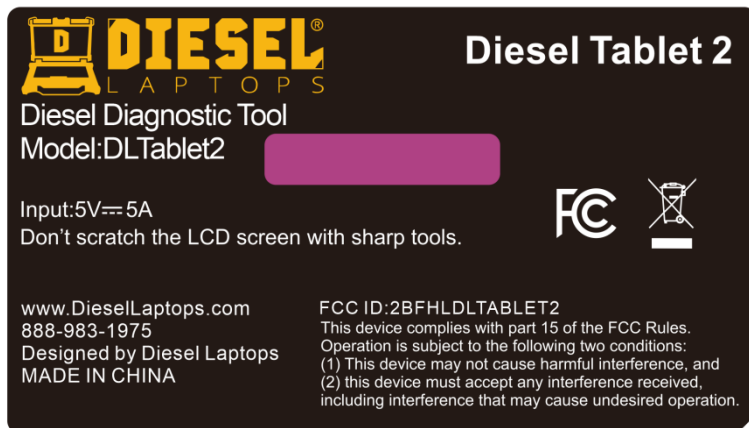 D DIESEL®
LAPTOPS
Diesel Tablet 2
Diesel Diagnostic Tool
Model:DLTablet2
Input:5V⎓5A
Don't scratch the LCD screen with sharp tools.
FC
www.DieselLaptops.com
888-983-1975
Designed by Diesel Laptops
MADE IN CHINA
FCC ID:2BFHLDLTABLET2
This device complies with part 15 of the FCC Rules.
Operation is subject to the following two conditions:
(1) This device may not cause harmful interference, and
(2) this device must accept any interference received,
including interference that may cause undesired operation.